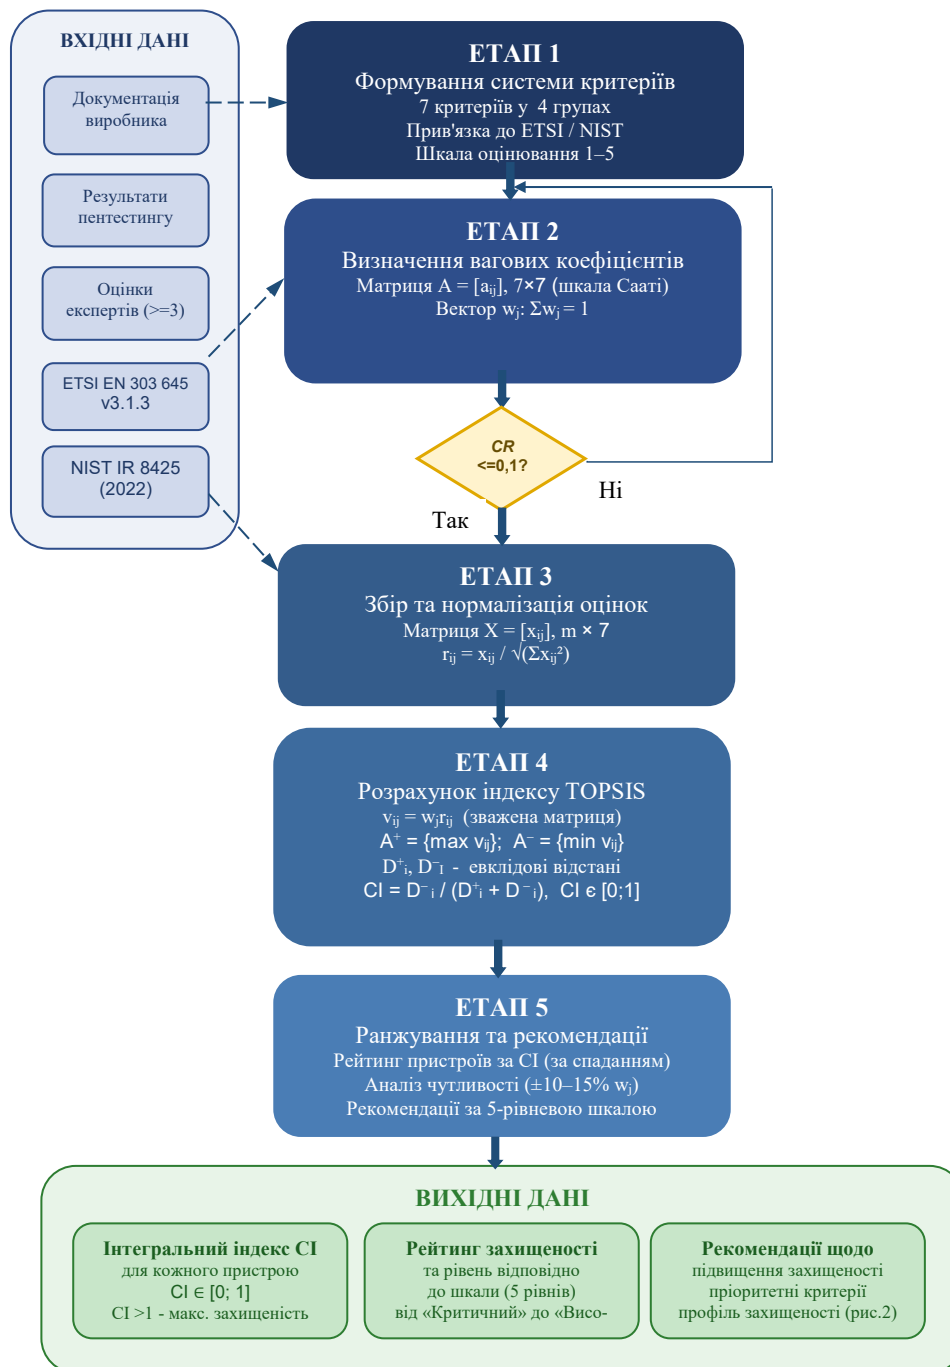 ВХІДНІ ДАНІ
Документація
виробника
Результати
пентестингу
Оцінки
експертів (>=3)
ETSI EN 303 645
v3.1.3
NIST IR 8425
(2022)
ЕТАП 1
Формування системи критеріїв
7 критеріїв у 4 групах
Прив'язка до ETSI / NIST
Шкала оцінювання 1–5
ЕТАП 2
Визначення вагових коефіцієнтів
Матриця A = [aᵢⱼ], 7×7 (шкала Сааті)
Вектор wⱼ: Σwⱼ = 1
CR
<=0,1?
Ні
Так
ЕТАП 3
Збір та нормалізація оцінок
Матриця X = [xᵢⱼ], m × 7
rᵢⱼ = xᵢⱼ / √(Σxᵢⱼ²)
ЕТАП 4
Розрахунок індексу TOPSIS
vᵢⱼ = wⱼrᵢⱼ (зважена матриця)
A⁺ = {max vᵢⱼ}; A⁻ = {min vᵢⱼ}
D⁺ᵢ, D⁻I - евклідові відстані
CI = D⁻ᵢ / (D⁺ᵢ + D⁻ᵢ), CI є [0;1]
ЕТАП 5
Ранжування та рекомендації
Рейтинг пристроїв за CI (за спаданням)
Аналіз чутливості (±10–15% wⱼ)
Рекомендації за 5-рівневою шкалою
ВИХІДНІ ДАНІ
Інтегральний індекс CI
для кожного пристрою
CI ∈ [0; 1]
CI >1 - макс. захищеність
Рейтинг захищеності
та рівень відповідно
до шкали (5 рівнів)
від «Критичний» до «Висо-
Рекомендації щодо
підвищення захищеності
пріоритетні критерії
профіль захищеності (рис.2)